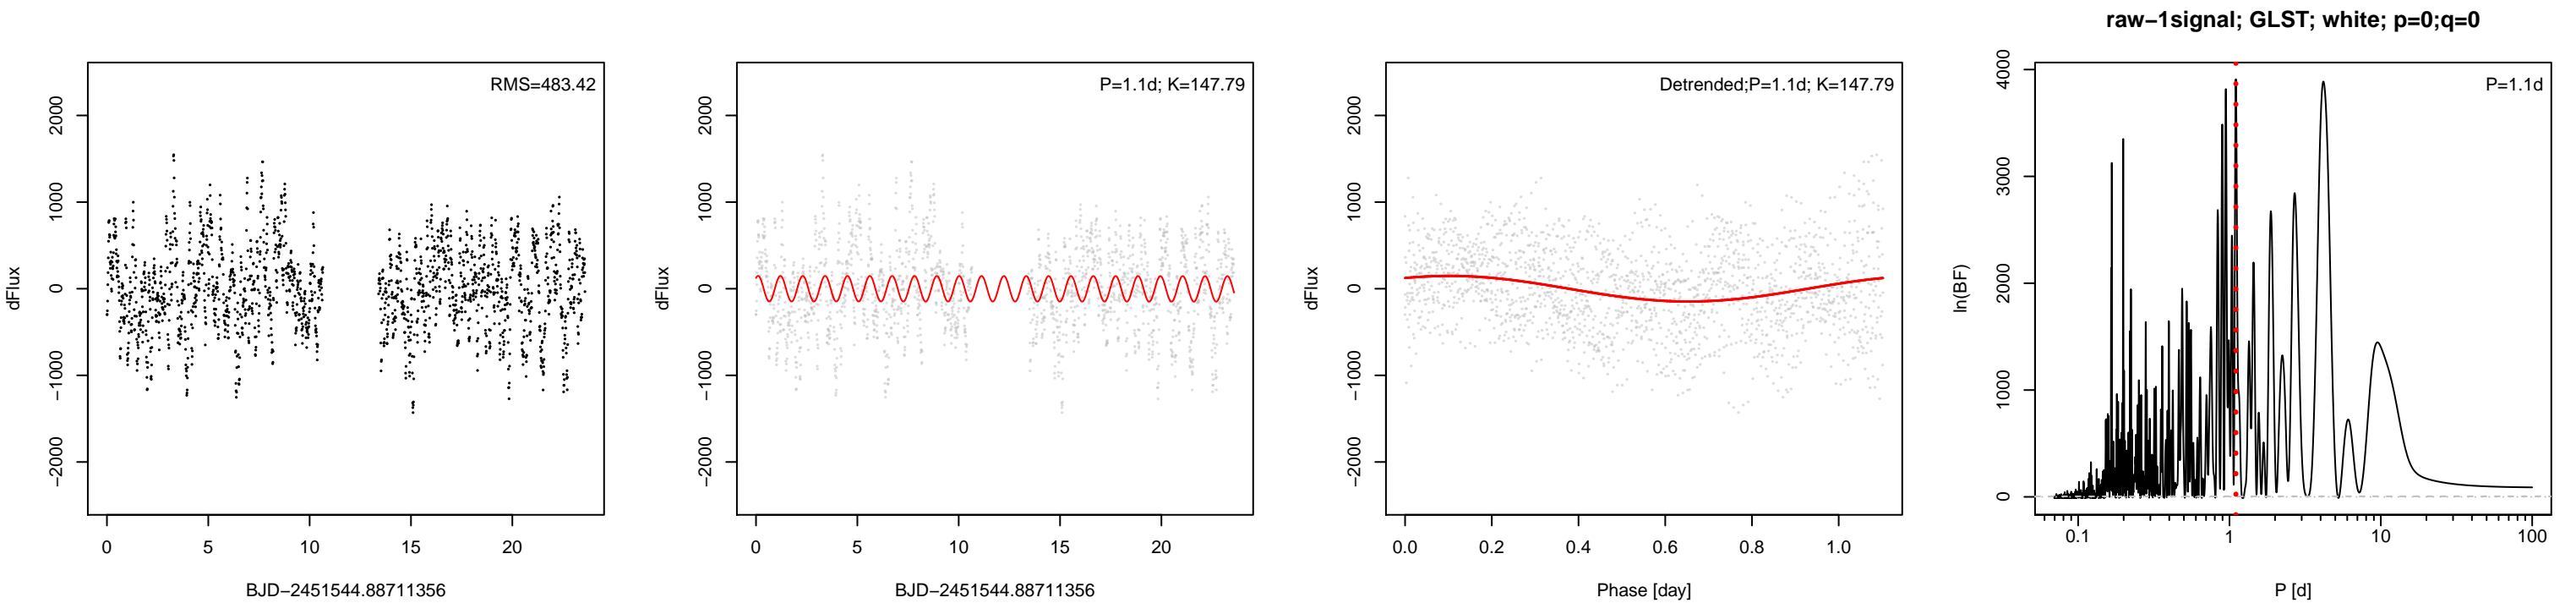 RMS=483.42
2000
1000
0
−1000
−2000
dFlux
0 5 10 15 20
BJD−2451544.88711356
P=1.1d; K=147.79
2000
1000
0
−1000
−2000
dFlux
0 5 10 15 20
BJD−2451544.88711356
Detrended;P=1.1d; K=147.79
2000
1000
0
−1000
−2000
dFlux
0.0 0.2 0.4 0.6 0.8 1.0
Phase [day]
raw−1signal; GLST; white; p=0;q=0
P=1.1d
4000
3000
2000
1000
0
ln(BF)
0.1 1 10 100
P [d]